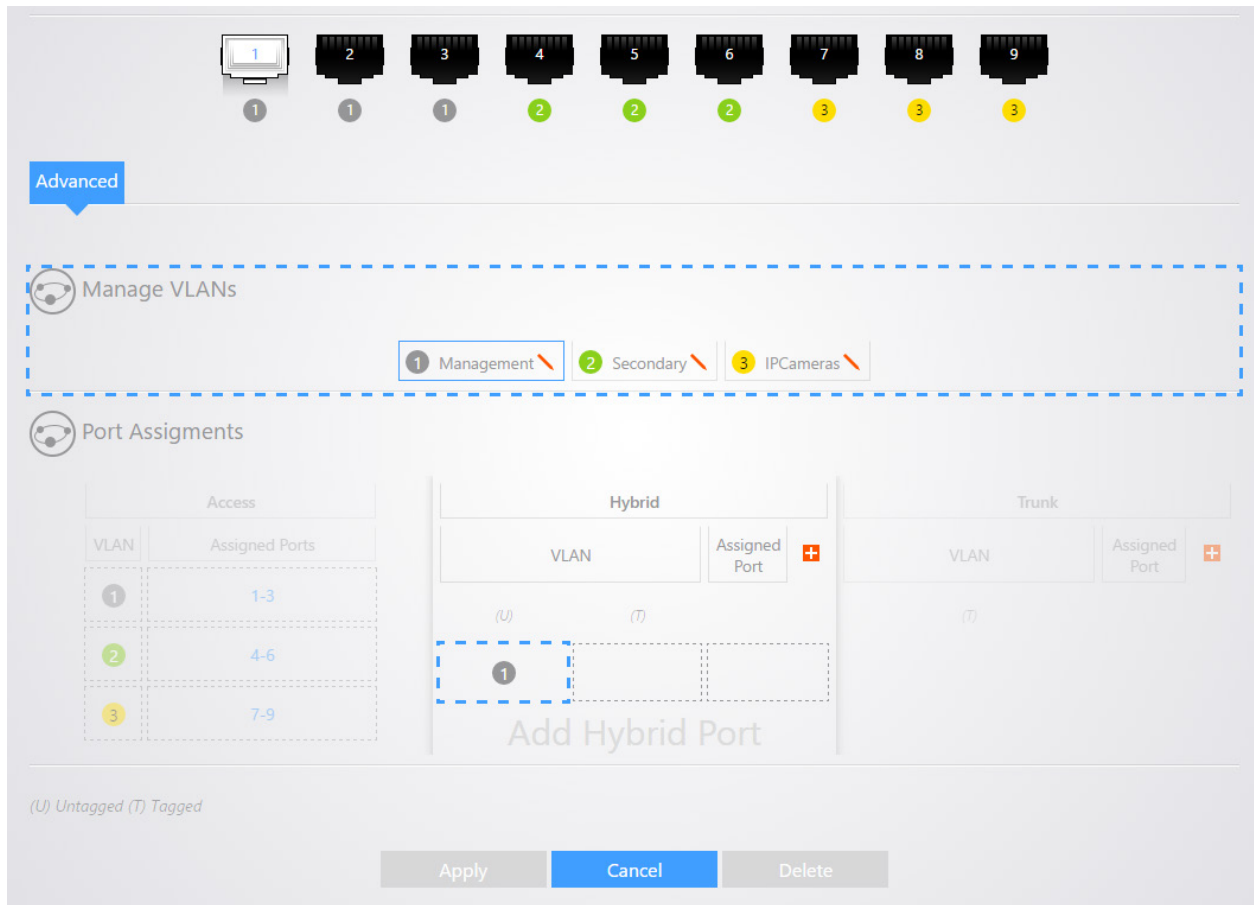 1 2 3 4 5 6 7 8 9
1 1 1 2 2 2 3 3 3
Advanced
Manage VLANs
1 Management 2 Secondary 3 IPCameras
Port Assigments
Access Hybrid Trunk
VLAN Assigned Ports VLAN Assigned Port VLAN Assigned Port
(U) (T) (T)
1 1-3
2 4-6
1
3 7-9
Add Hybrid Port
(U) Untagged (T) Tagged
Apply Cancel Delete